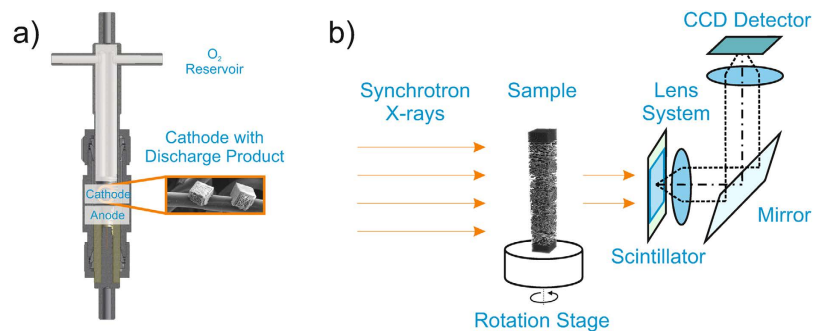 a)
O₂
Reservoir
Cathode with
Discharge Product
Cathode
Anode
b)
CCD Detector
Synchrotron
X-rays
Sample
Lens
System
Mirror
Scintillator
Rotation Stage